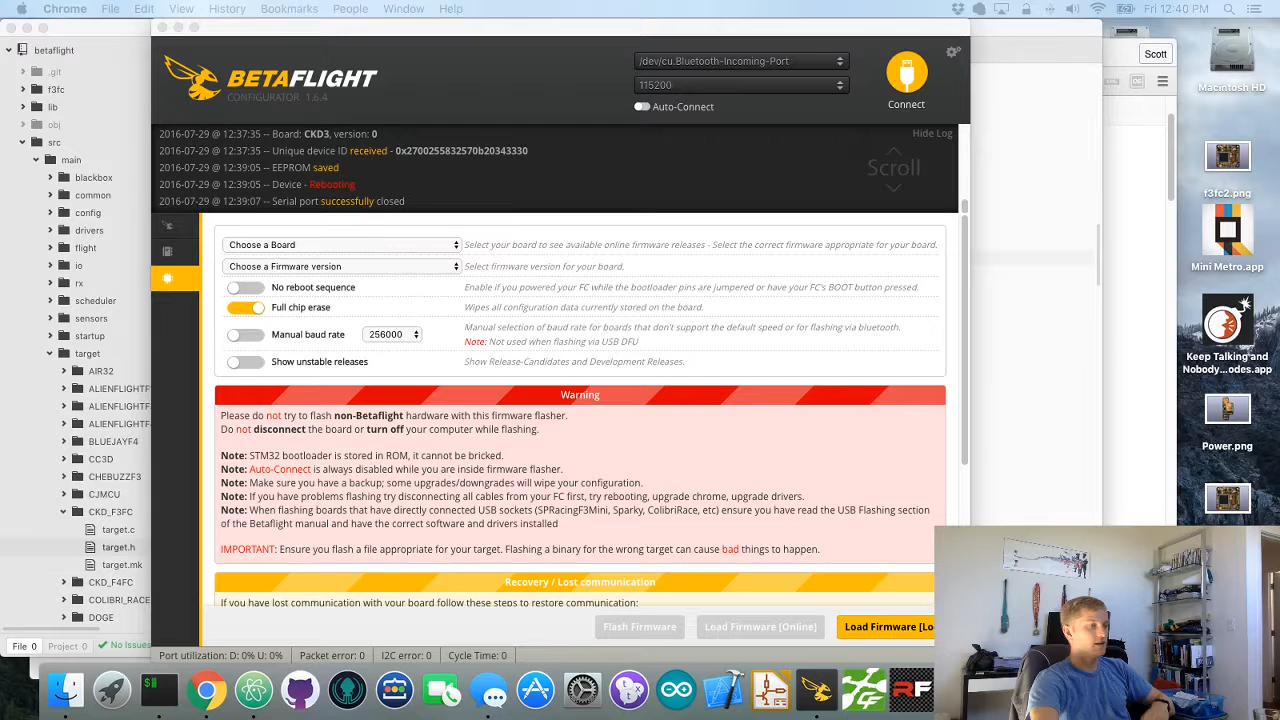 Chrome File Edit View History Bookmarks People Window Help
Fri 12:40 PM
betaflight
.git
f3fc
lib
obj
src
main
blackbox
common
config
drivers
flight
io
rx
scheduler
sensors
startup
target
AIR32
ALIENFLIGHTF
ALIENFLIGHTF
ALIENFLIGHTF
BLUEJAYF4
CC3D
CHEBUZZF3
CJMCU
CKD_F3FC
target.c
target.h
target.mk
CKD_F4FC
COLIBRI_RACE
DOGE
File 0 Project 0 No Issues
BETAFLIGHT
CONFIGURATOR 1.6.4
/dev/cu.Bluetooth-Incoming-Port
115200
Auto-Connect
Connect
2016-07-29 @ 12:37:35 -- Board: CKD3, version: 0
2016-07-29 @ 12:37:35 -- Unique device ID received - 0x2700255832570b20343330
2016-07-29 @ 12:39:05 -- EEPROM saved
2016-07-29 @ 12:39:05 -- Device - Rebooting
2016-07-29 @ 12:39:07 -- Serial port successfully closed
Hide Log
Scroll
Choose a Board Select your board to see available online firmware releases - Select the correct firmware appropriate for your board.
Choose a Firmware version Select firmware version for your board.
No reboot sequence Enable if you powered your FC while the bootloader pins are jumpered or have your FC's BOOT button pressed.
Full chip erase Wipes all configuration data currently stored on the board.
Manual baud rate 256000 Manual selection of baud rate for boards that don't support the default speed or for flashing via bluetooth.
Note: Not used when flashing via USB DFU
Show unstable releases Show Release-Candidates and Development Releases.
Warning
Please do not try to flash non-Betaflight hardware with this firmware flasher.
Do not disconnect the board or turn off your computer while flashing.
Note: STM32 bootloader is stored in ROM, it cannot be bricked.
Note: Auto-Connect is always disabled while you are inside firmware flasher.
Note: Make sure you have a backup; some upgrades/downgrades will wipe your configuration.
Note: If you have problems flashing try disconnecting all cables from your PC first, try rebooting, upgrade chrome, upgrade drivers.
Note: When flashing boards that have directly connected USB sockets (SPRacingF3Mini, Sparky, ColibriRace, etc) ensure you have read the USB Flashing section
of the Betaflight manual and have the correct software and drivers installed
IMPORTANT: Ensure you flash a file appropriate for your target. Flashing a binary for the wrong target can cause bad things to happen.
Recovery / Lost communication
If you have lost communication with your board follow these steps to restore communication:
Flash Firmware Load Firmware [Online] Load Firmware [Lo
Port utilization: D: 0% U: 0% Packet error: 0 I2C error: 0 Cycle Time: 0
Scott
Macintosh HD
f3fc2.png
Mini Metro.app
Keep Talking and
Nobody...odes.app
Power.png
$
RF